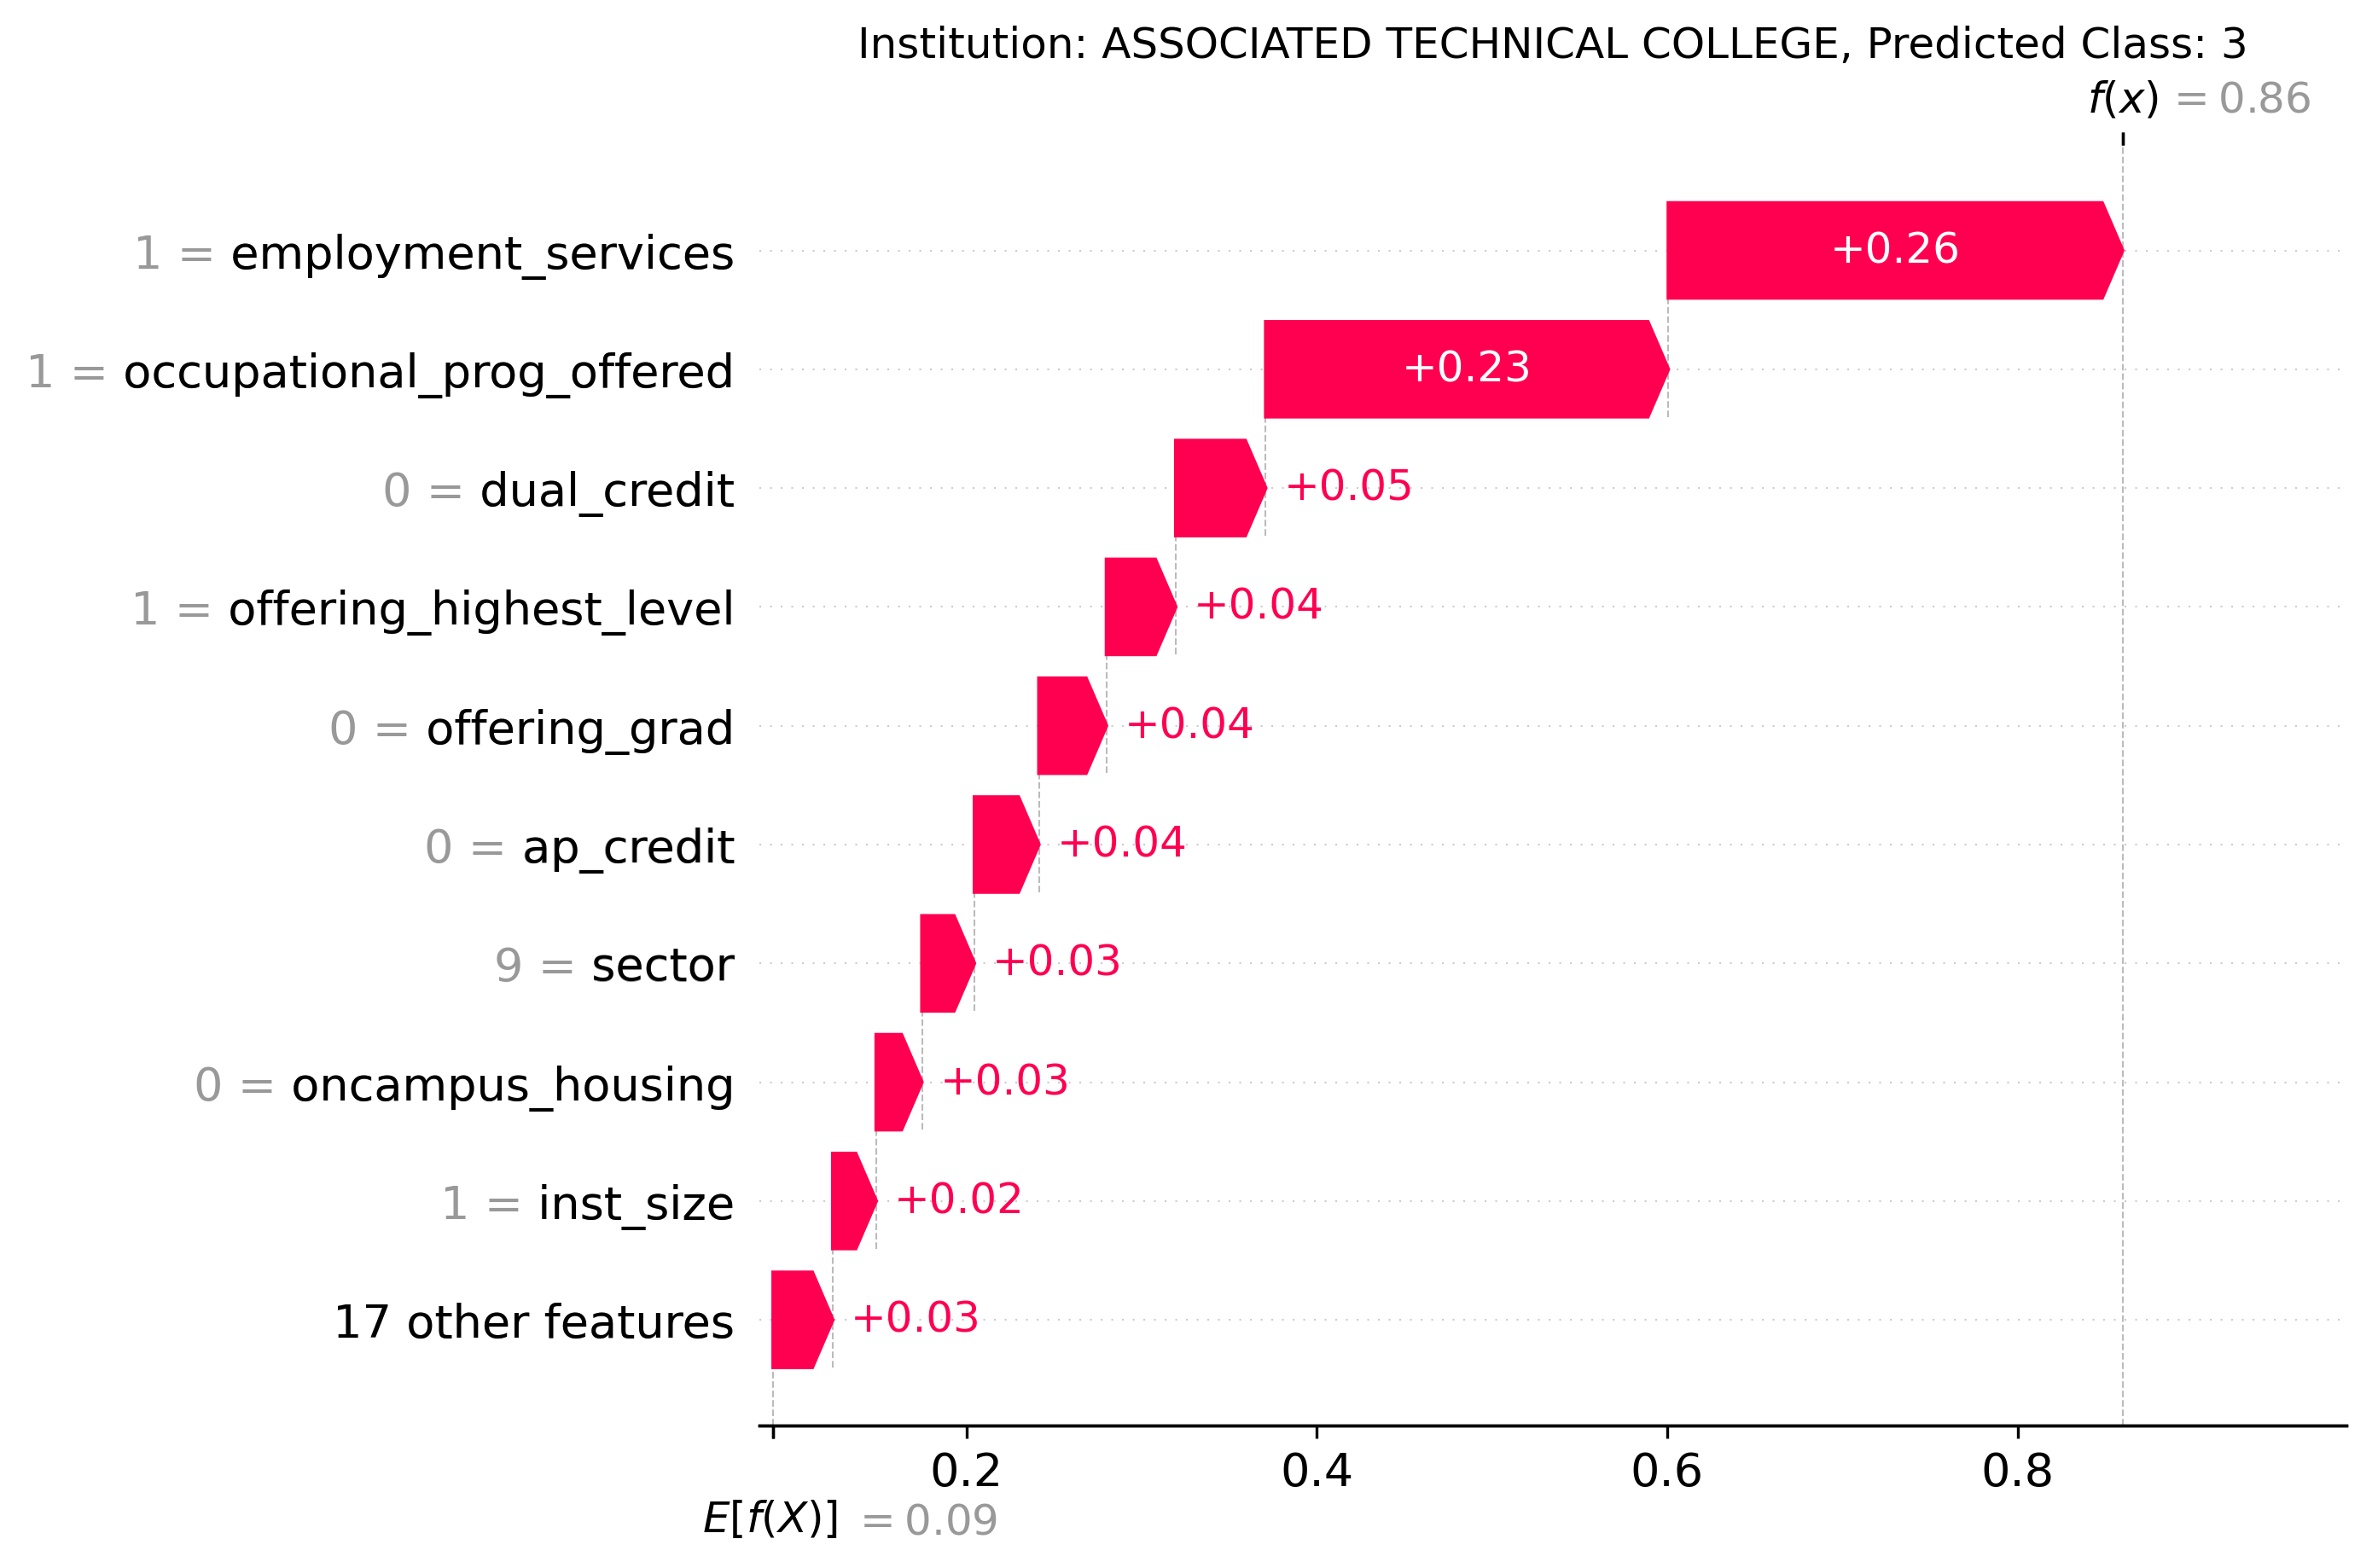 Institution: ASSOCIATED TECHNICAL COLLEGE, Predicted Class: 3
f(x) = 0.86
1 = employment_services +0.26
1 = occupational_prog_offered +0.23
0 = dual_credit +0.05
1 = offering_highest_level +0.04
0 = offering_grad +0.04
0 = ap_credit +0.04
9 = sector +0.03
0 = oncampus_housing +0.03
1 = inst_size +0.02
17 other features +0.03
0.2 0.4 0.6 0.8
E[f(X)] = 0.09